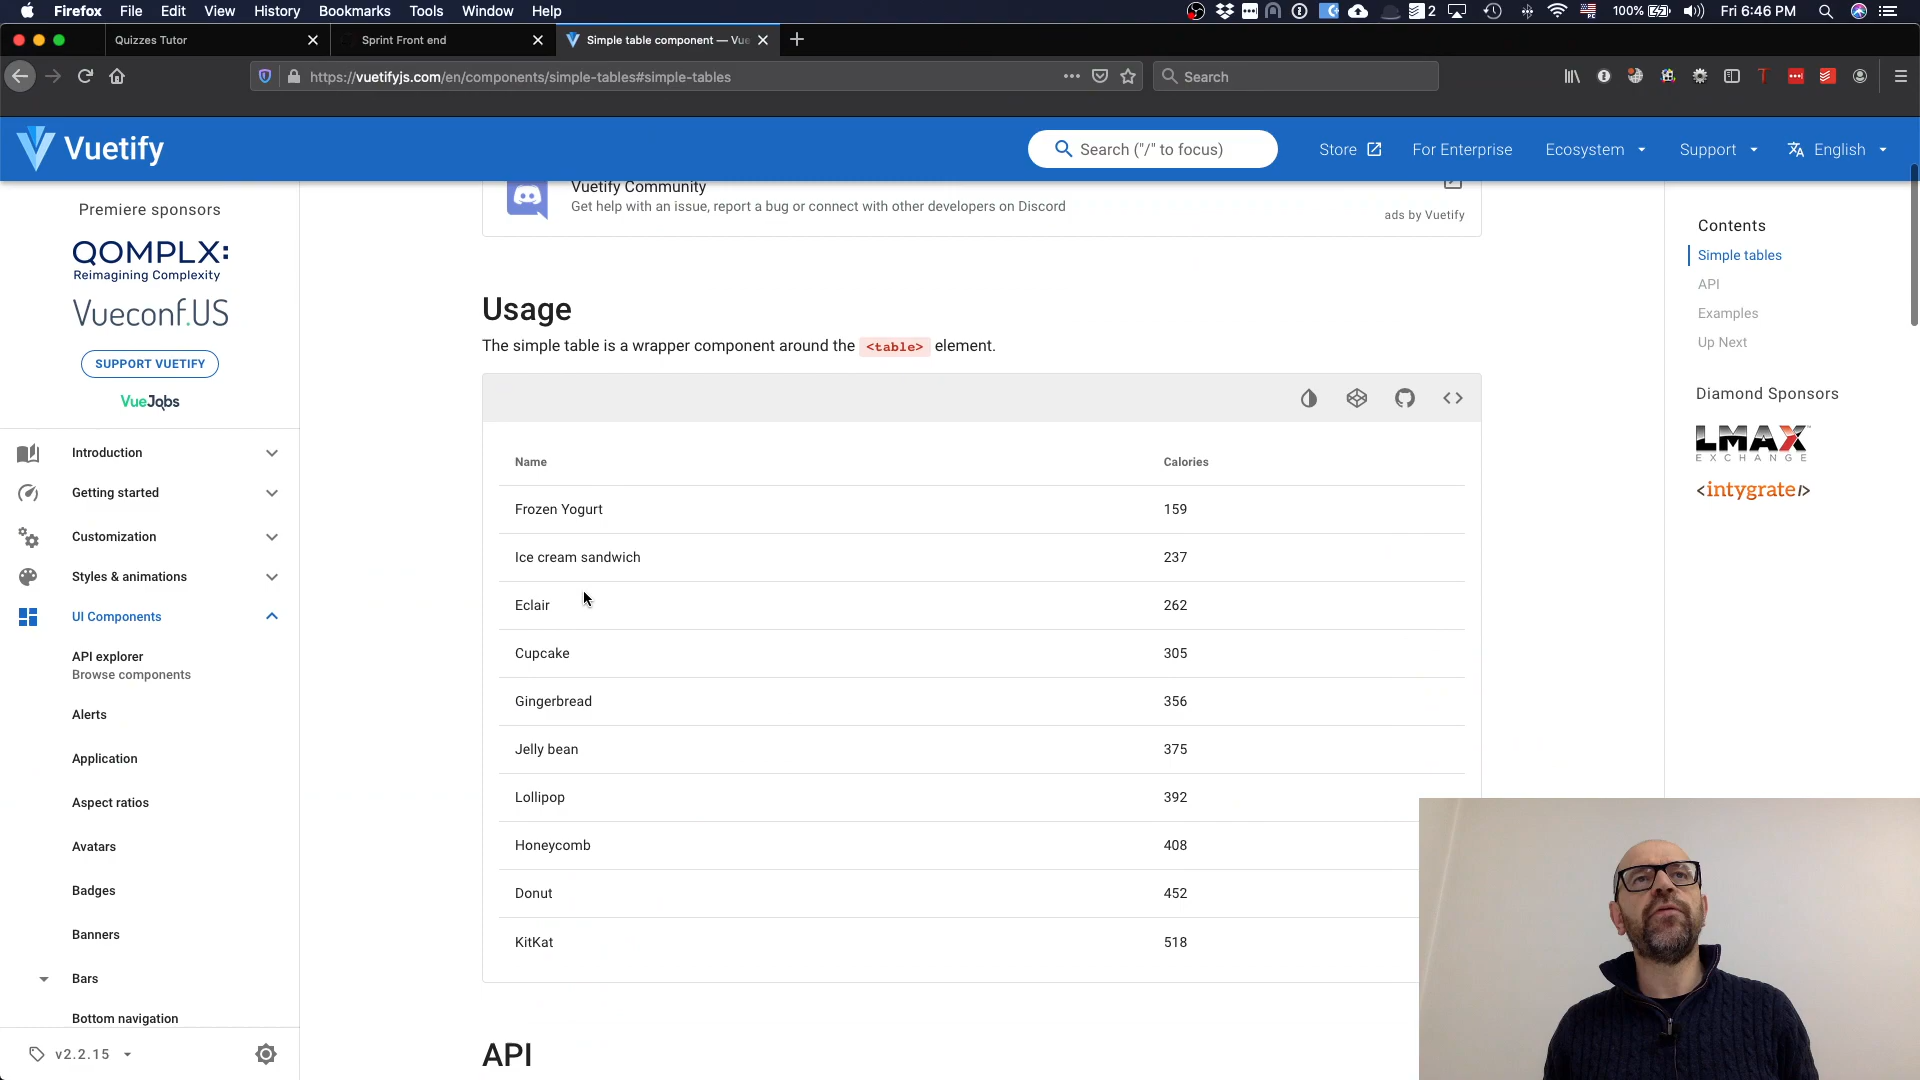 Firefox File Edit View History Bookmarks Tools Window Help 2 100% Fri 6:46 PM
Quizzes Tutor Sprint Front end Simple table component — Vue
https://vuetifyjs.com/en/components/simple-tables#simple-tables Search
Vuetify Search ("/" to focus) Store For Enterprise Ecosystem Support English
Premiere sponsors
QOMPLX:
Reimagining Complexity
Vueconf.US
SUPPORT VUETIFY
VueJobs
Introduction
Getting started
Customization
Styles & animations
UI Components
API explorer
Browse components
Alerts
Application
Aspect ratios
Avatars
Badges
Banners
Bars
Bottom navigation
v2.2.15
Vuetify Community
Get help with an issue, report a bug or connect with other developers on Discord
ads by Vuetify
Usage
The simple table is a wrapper component around the <table> element.
Name Calories
Frozen Yogurt 159
Ice cream sandwich 237
Eclair 262
Cupcake 305
Gingerbread 356
Jelly bean 375
Lollipop 392
Honeycomb 408
Donut 452
KitKat 518
API
Contents
Simple tables
API
Examples
Up Next
Diamond Sponsors
LMAX
EXCHANGE
<intygrate/>